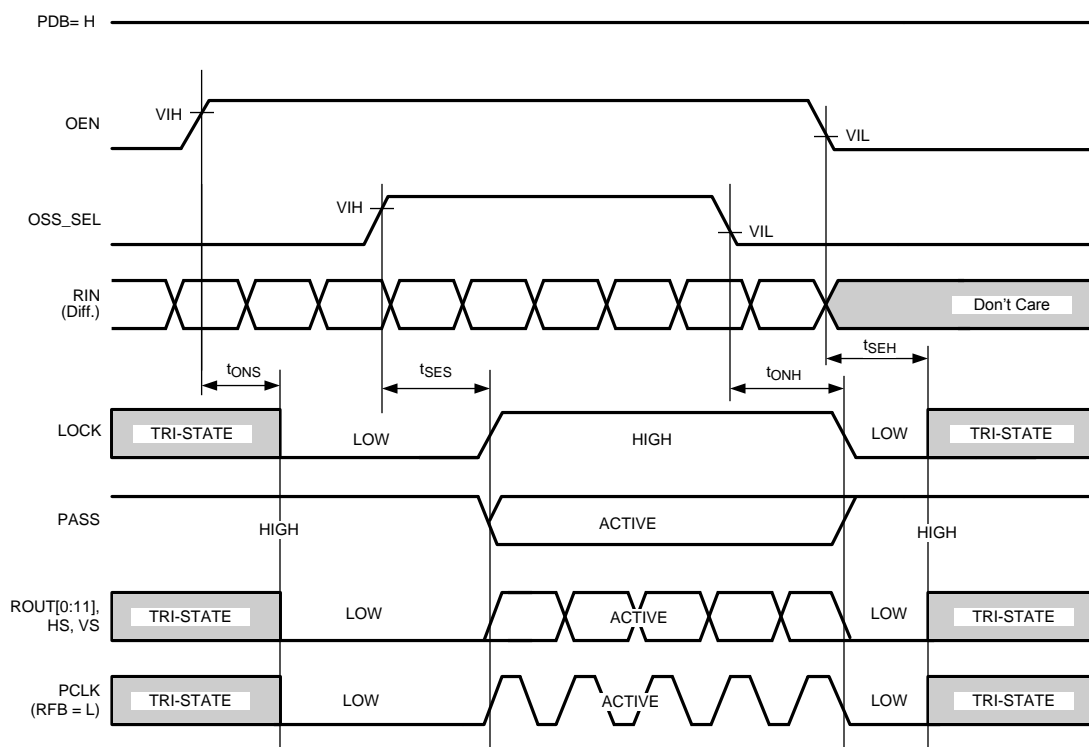 PDB= H
VIH
OEN
VIL
VIH
OSS_SEL
VIL
RIN
(Diff.)
Don't Care
tSEH
tONS
tSES
tONH
LOCK
TRI-STATE
LOW
HIGH
LOW
TRI-STATE
PASS
HIGH
ACTIVE
HIGH
ROUT[0:11],
HS, VS
TRI-STATE
LOW
ACTIVE
LOW
TRI-STATE
PCLK
(RFB = L)
TRI-STATE
LOW
ACTIVE
LOW
TRI-STATE